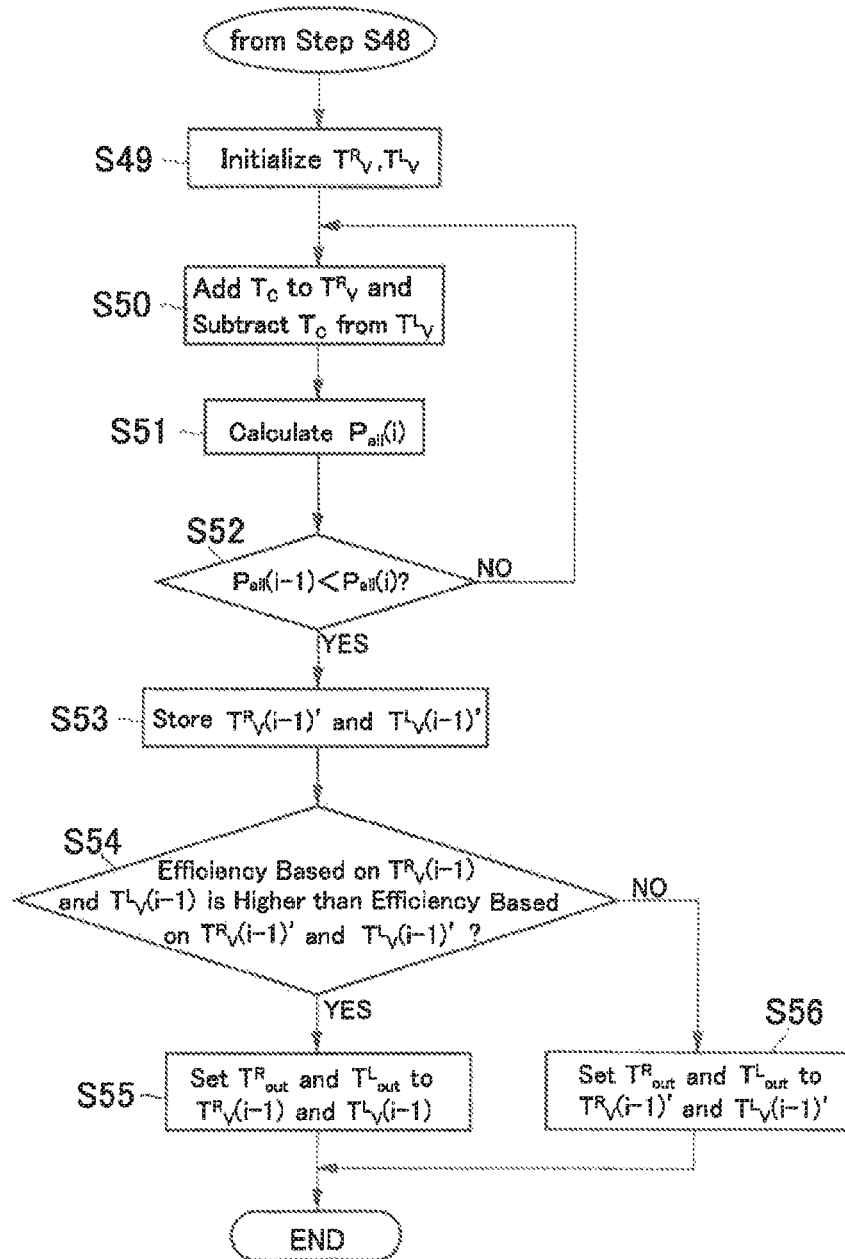 from Step S48
S49
Initialize T^R_V, T^L_V
S50
Add T_C to T^R_V and
Subtract T_C from T^L_V
S51
Calculate P_all(i)
S52
P_all(i-1)<P_all(i)?
NO
YES
S53
Store T^R_V(i-1)' and T^L_V(i-1)'
S54
Efficiency Based on T^R_V(i-1)
and T^L_V(i-1) is Higher than Efficiency Based
on T^R_V(i-1)' and T^L_V(i-1)' ?
NO
YES
S55
Set T^R_out and T^L_out to
T^R_V(i-1) and T^L_V(i-1)
S56
Set T^R_out and T^L_out to
T^R_V(i-1)' and T^L_V(i-1)'
END